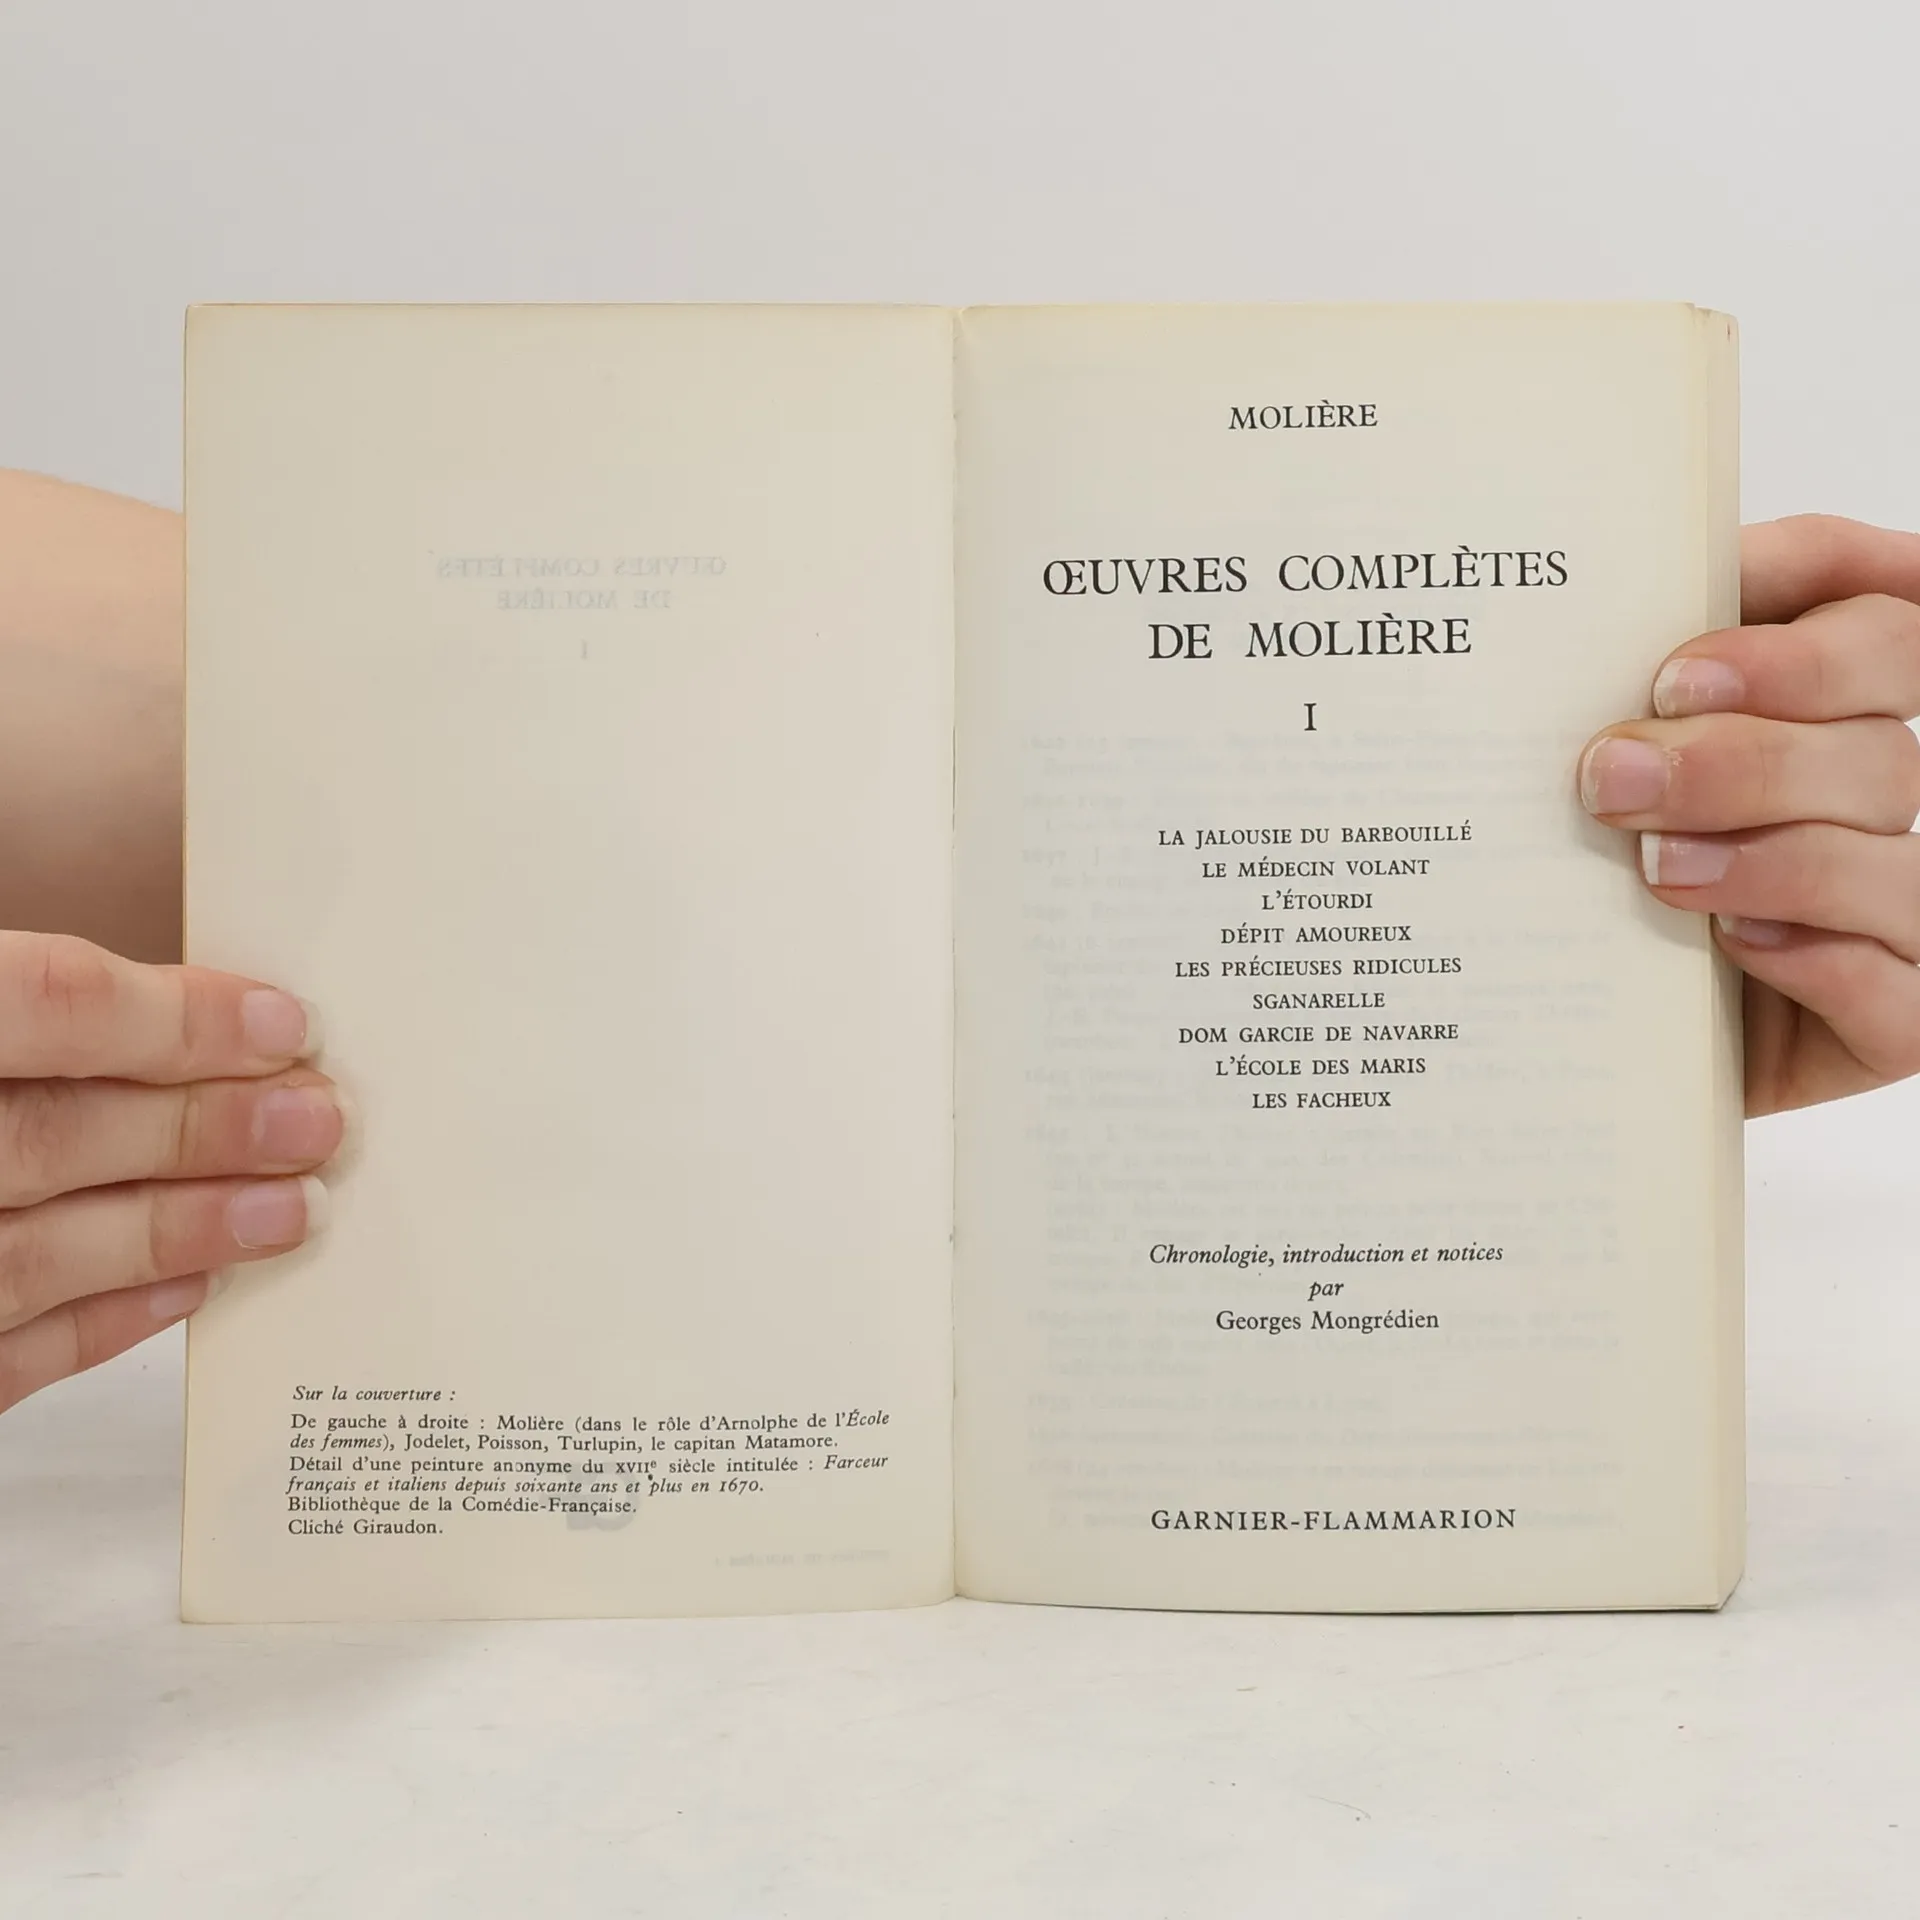 ŒUVRES COMPLÈTES
DE MOLIÈRE
I
Sur la couverture :
De gauche à droite : Molière (dans le rôle d'Arnolphe de l'École
des femmes), Jodelet, Poisson, Turlupin, le capitan Matamore.
Détail d'une peinture anonyme du XVIIe siècle intitulée : Farceur
français et italiens depuis soixante ans et plus en 1670.
Bibliothèque de la Comédie-Française.
Cliché Giraudon.
MOLIÈRE
ŒUVRES COMPLÈTES
DE MOLIÈRE
I
LA JALOUSIE DU BARBOUILLÉ
LE MÉDECIN VOLANT
L'ÉTOURDI
DÉPIT AMOUREUX
LES PRÉCIEUSES RIDICULES
SGANARELLE
DOM GARCIE DE NAVARRE
L'ÉCOLE DES MARIS
LES FACHEUX
Chronologie, introduction et notices
par
Georges Mongrédien
GARNIER-FLAMMARION